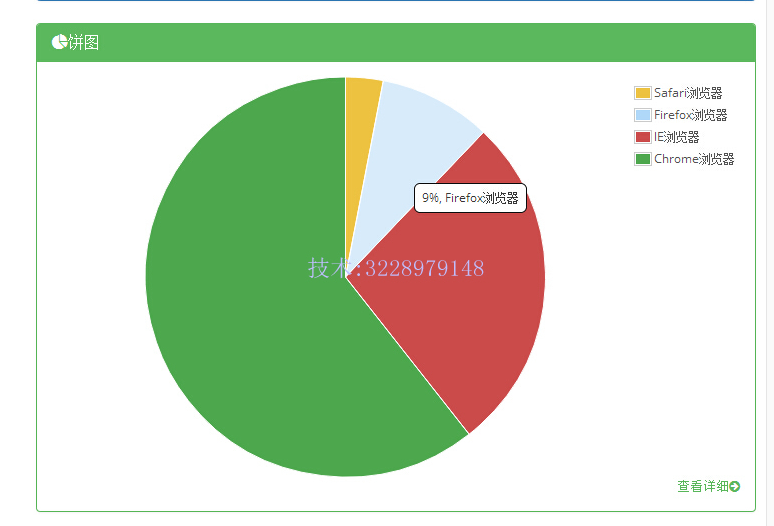 饼图
Safari浏览器
Firefox浏览器
IE浏览器
Chrome浏览器
9%, Firefox浏览器
技术:3228979148
查看详细